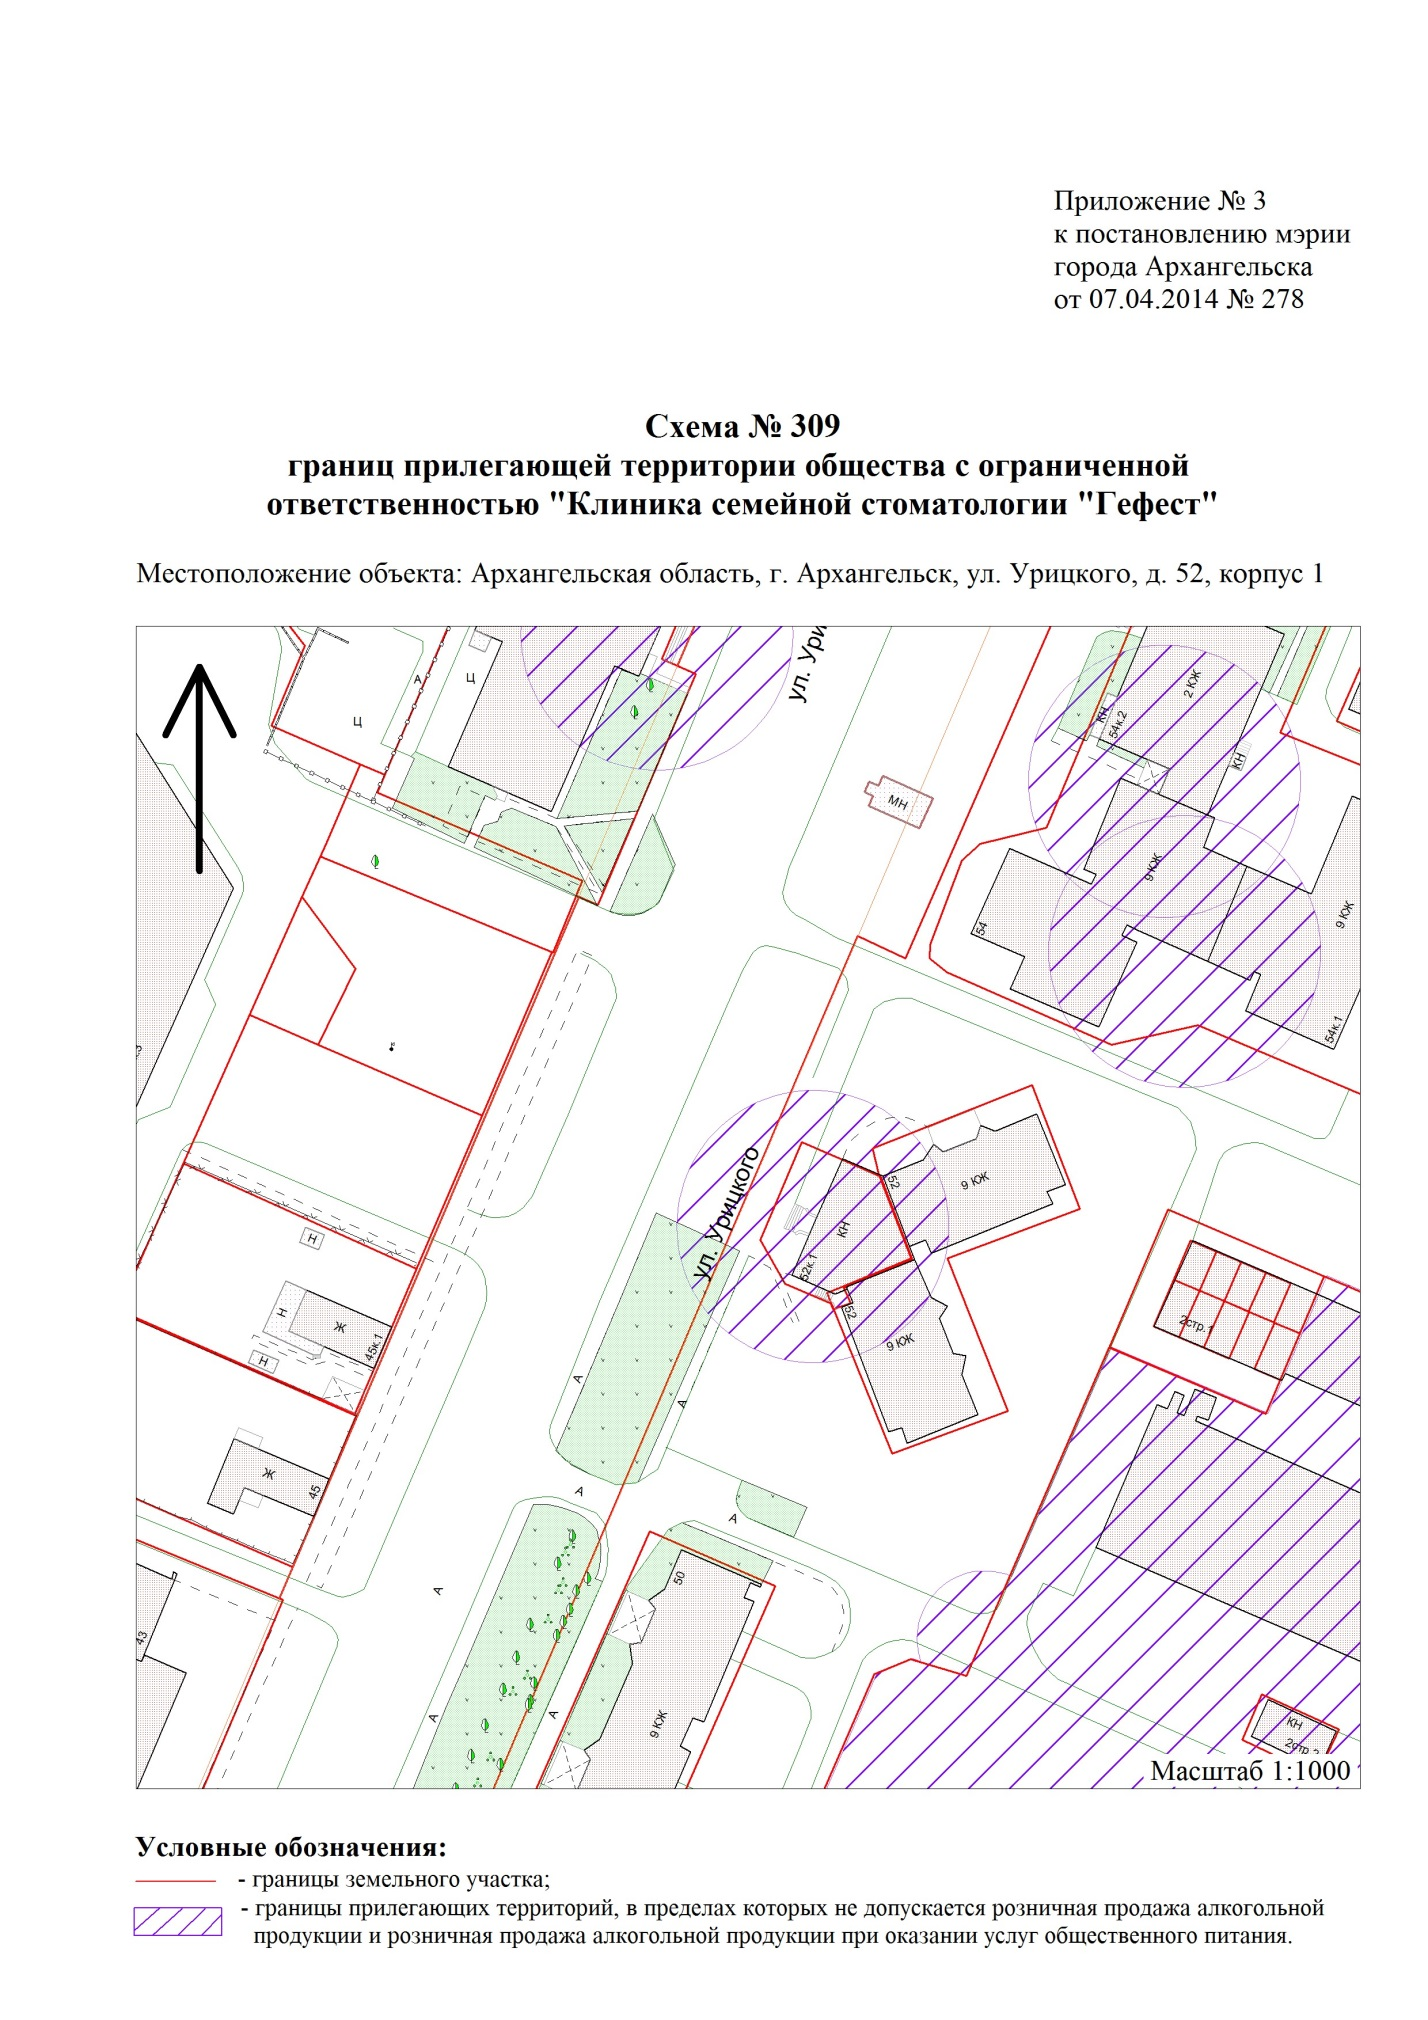 Приложение № 3
к постановлению мэрии
города Архангельска
от 07.04.2014 № 278
Схема № 309
границ прилегающей территории общества с ограниченной
ответственностью "Клиника семейной стоматологии "Гефест"
Местоположение объекта: Архангельская область, г. Архангельск, ул. Урицкого, д. 52, корпус 1
ул. Ури
А
Ц
Ц
2 КЖ
КН
54к.2
КН
МН
9 КЖ
54
9 КЖ
54к.1
ул. Урицкого
52
9 КЖ
КН
52к.1
52
9 КЖ
Н
Н
Ж
45к.1
Н
2стр.1
А
А
Ж
45
А
А
50
А
43
9 КЖ
А
А
КН
2стр.2
Масштаб 1:1000
Условные обозначения:
- границы земельного участка;
- границы прилегающих территорий, в пределах которых не допускается розничная продажа алкогольной
продукции и розничная продажа алкогольной продукции при оказании услуг общественного питания.